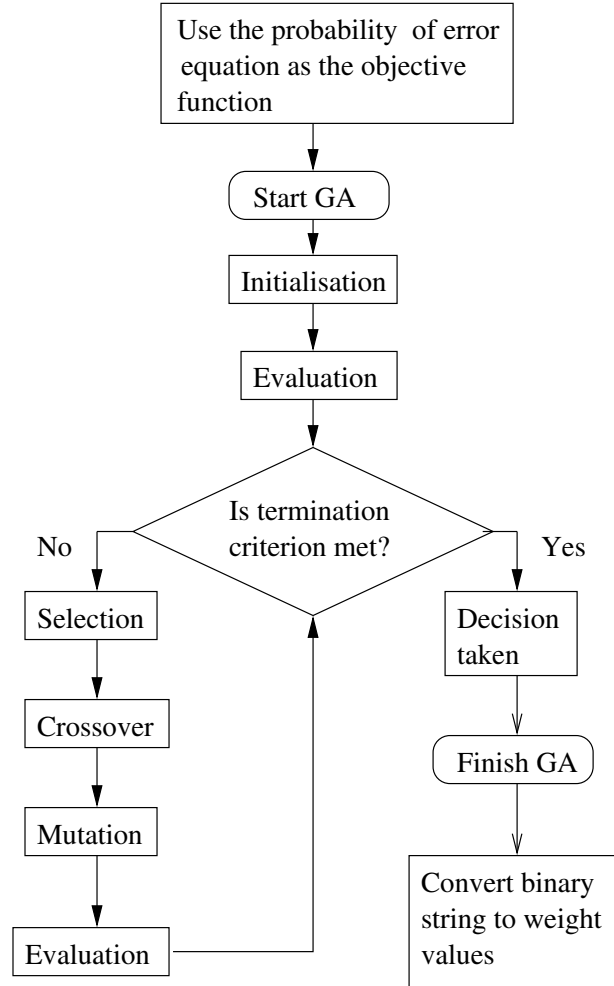 Use the probability of error
equation as the objective
function
Start GA
Initialisation
Evaluation
Is termination
criterion met?
No
Yes
Selection
Crossover
Mutation
Evaluation
Decision
taken
Finish GA
Convert binary
string to weight
values